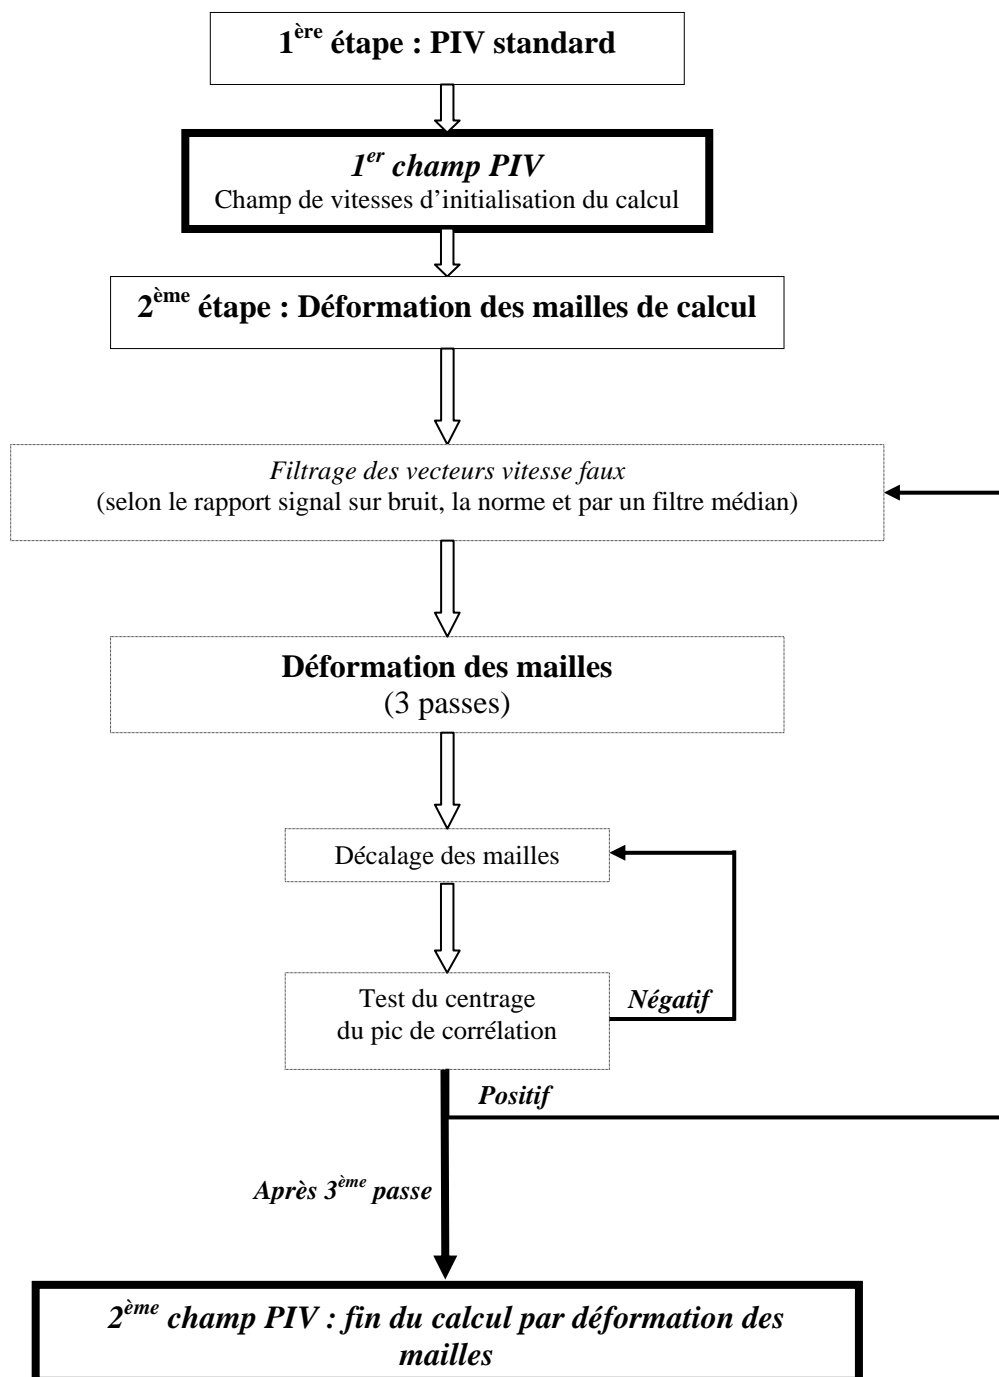 1ère étape : PIV standard
1er champ PIV
Champ de vitesses d'initialisation du calcul
2ème étape : Déformation des mailles de calcul
Filtrage des vecteurs vitesse faux
(selon le rapport signal sur bruit, la norme et par un filtre médian)
Déformation des mailles
(3 passes)
Décalage des mailles
Test du centrage
du pic de corrélation
Négatif
Positif
Après 3ème passe
2ème champ PIV : fin du calcul par déformation des
mailles